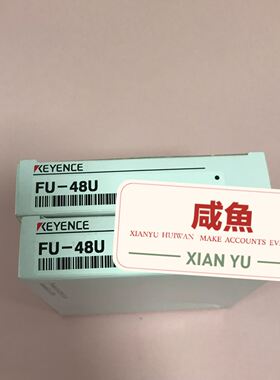 KEYENCE
FU-48U
KEYENCE
FU-48U
咸魚
XIANYU HUIWAN MAKE ACCOUNTS EV
XIAN YU